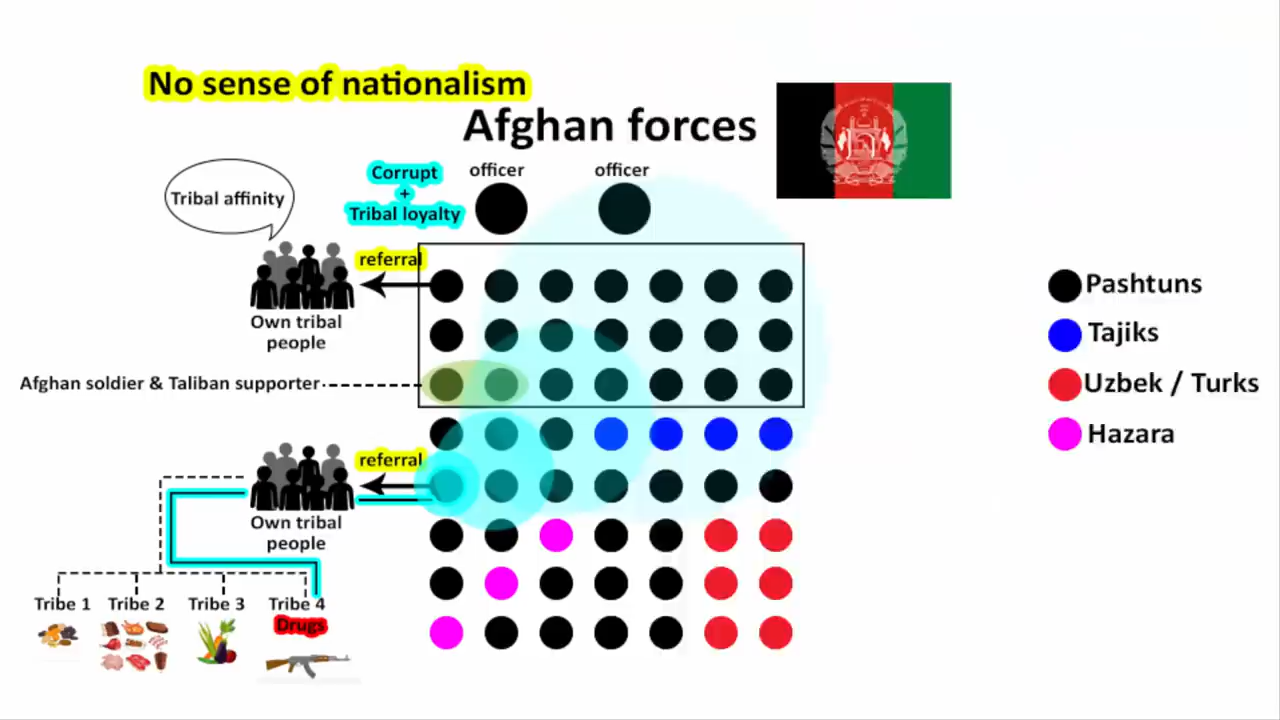 No sense of nationalism
Afghan forces
officer
officer
Corrupt
+
Tribal loyalty
Tribal affinity
referral
Own tribal
people
Afghan soldier & Taliban supporter
referral
Own tribal
people
Tribe 1
Tribe 2
Tribe 3
Tribe 4
Drugs
Pashtuns
Tajiks
Uzbek / Turks
Hazara